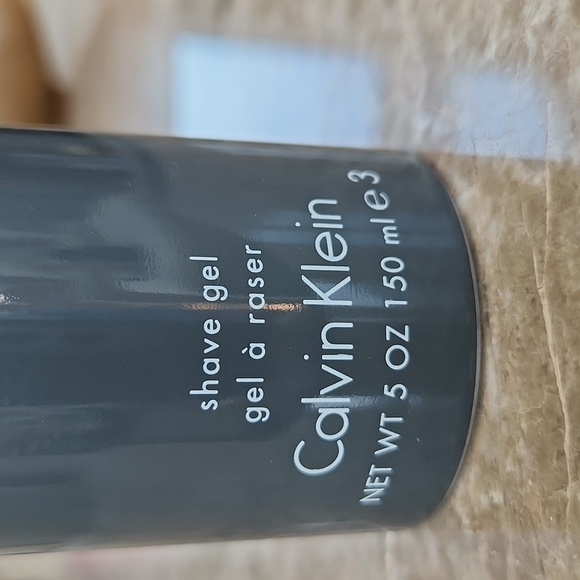 shave gel
gel à raser
Calvin Klein
NET WT 5 OZ 150 ml ℮ 3